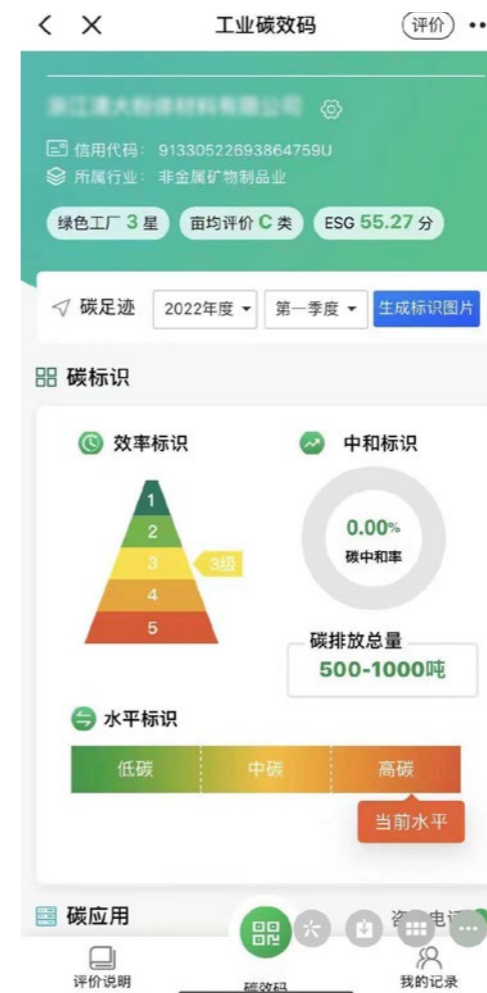 工业碳效码
评价
信用代码: 91330522693864759U
所属行业: 非金属矿物制品业
绿色工厂 3 星 亩均评价 C 类 ESG 55.27 分
碳足迹 2022年度 第一季度 生成标识图片
碳标识
效率标识 中和标识
1
2
3 3级
4
5
0.00%
碳中和率
碳排放总量
500-1000吨
水平标识
低碳 中碳 高碳
当前水平
碳应用
评价说明 碳效码 我的记录